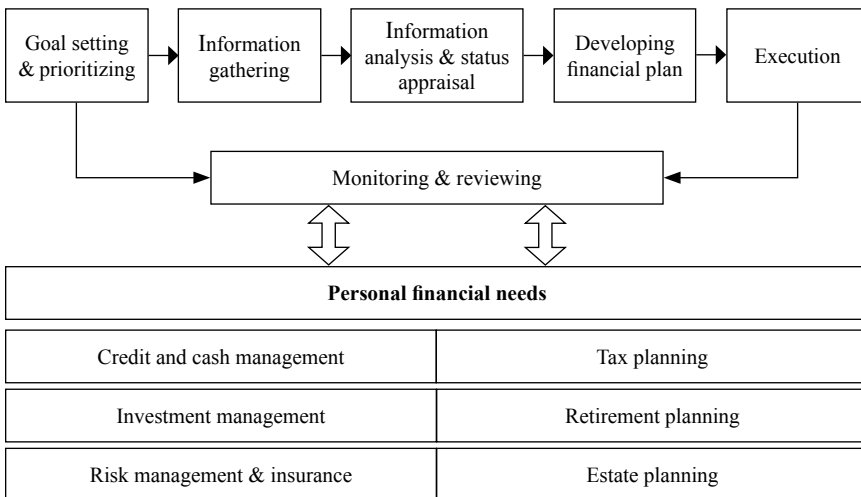 Goal setting
& prioritizing
Information
gathering
Information
analysis & status
appraisal
Developing
financial plan
Execution
Monitoring & reviewing
Personal financial needs
Credit and cash management
Tax planning
Investment management
Retirement planning
Risk management & insurance
Estate planning